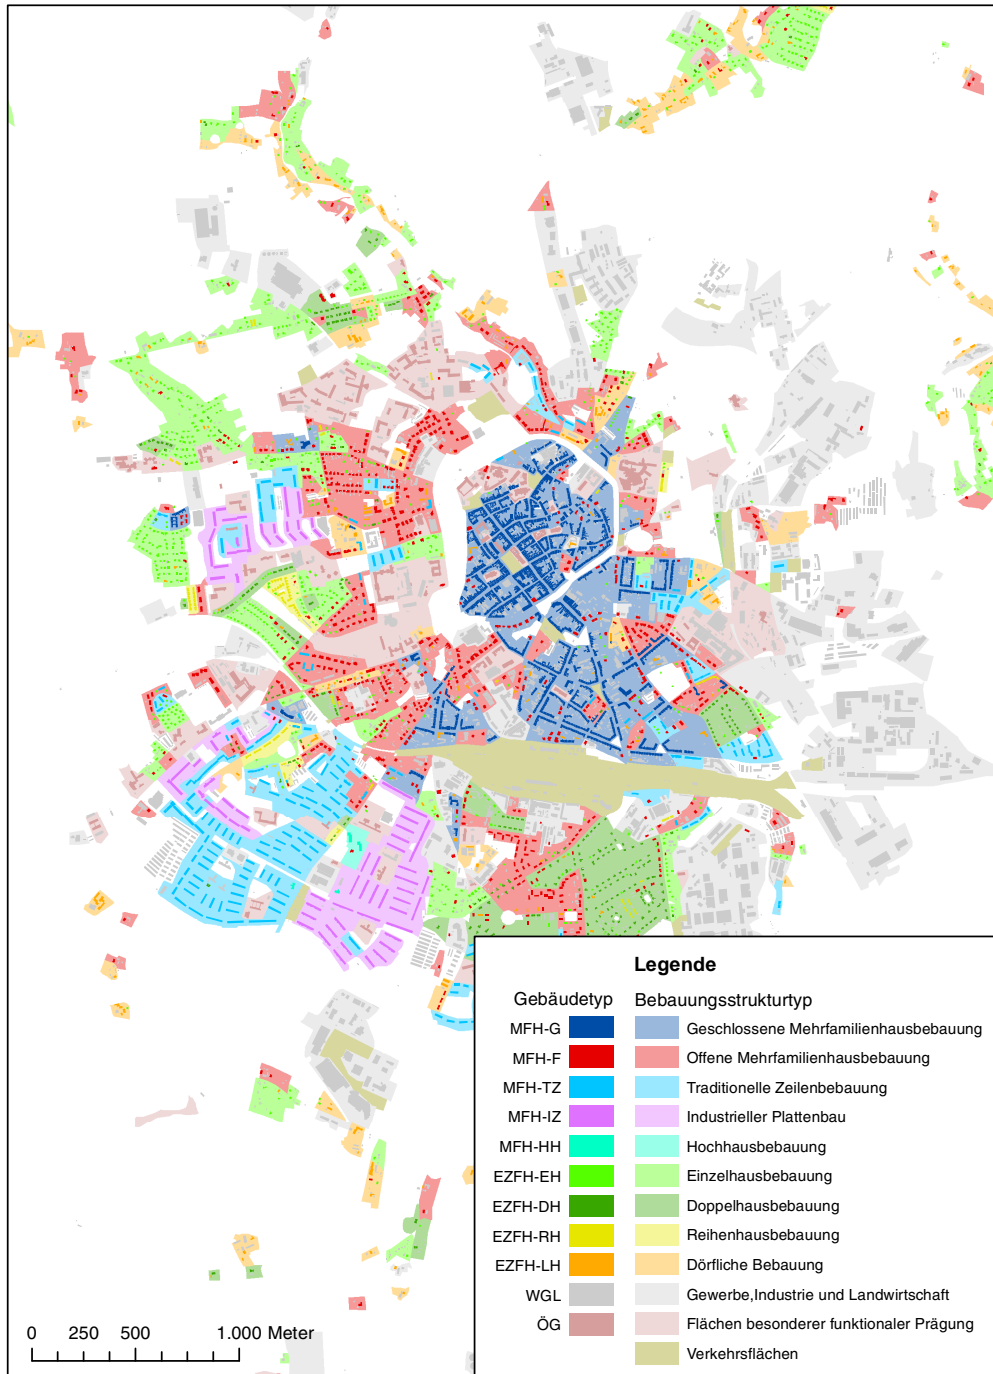 Legende
Gebäudetyp Bebauungsstrukturtyp
MFH-G Geschlossene Mehrfamilienhausbebauung
MFH-F Offene Mehrfamilienhausbebauung
MFH-TZ Traditionelle Zeilenbebauung
MFH-IZ Industrieller Plattenbau
MFH-HH Hochhausbebauung
EZFH-EH Einzelhausbebauung
EZFH-DH Doppelhausbebauung
EZFH-RH Reihenhausbebauung
EZFH-LH Dörfliche Bebauung
WGL Gewerbe,Industrie und Landwirtschaft
ÖG Flächen besonderer funktionaler Prägung
Verkehrsflächen
0 250 500 1.000 Meter